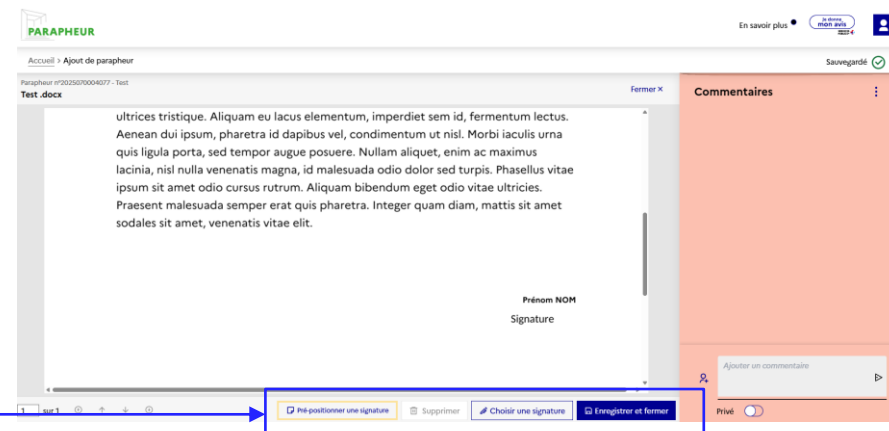 PARAPHEUR
En savoir plus
je donne
mon avis
Accueil > Ajout de parapheur
Sauvegardé
Parapheur n°2025070004077 - Test
Test .docx
Fermer ×
Commentaires
ultrices tristique. Aliquam eu lacus elementum, imperdiet sem id, fermentum lectus.
Aenean dui ipsum, pharetra id dapibus vel, condimentum ut nisl. Morbi iaculis urna
quis ligula porta, sed tempor augue posuere. Nullam aliquet, enim ac maximus
lacinia, nisl nulla venenatis magna, id malesuada odio dolor sed turpis. Phasellus vitae
ipsum sit amet odio cursus rutrum. Aliquam bibendum eget odio vitae ultricies.
Praesent malesuada semper erat quis pharetra. Integer quam diam, mattis sit amet
sodales sit amet, venenatis vitae elit.
Prénom NOM
Signature
Ajouter un commentaire
1 sur 1
Pré-positionner une signature
Supprimer
Choisir une signature
Enregistrer et fermer
Privé